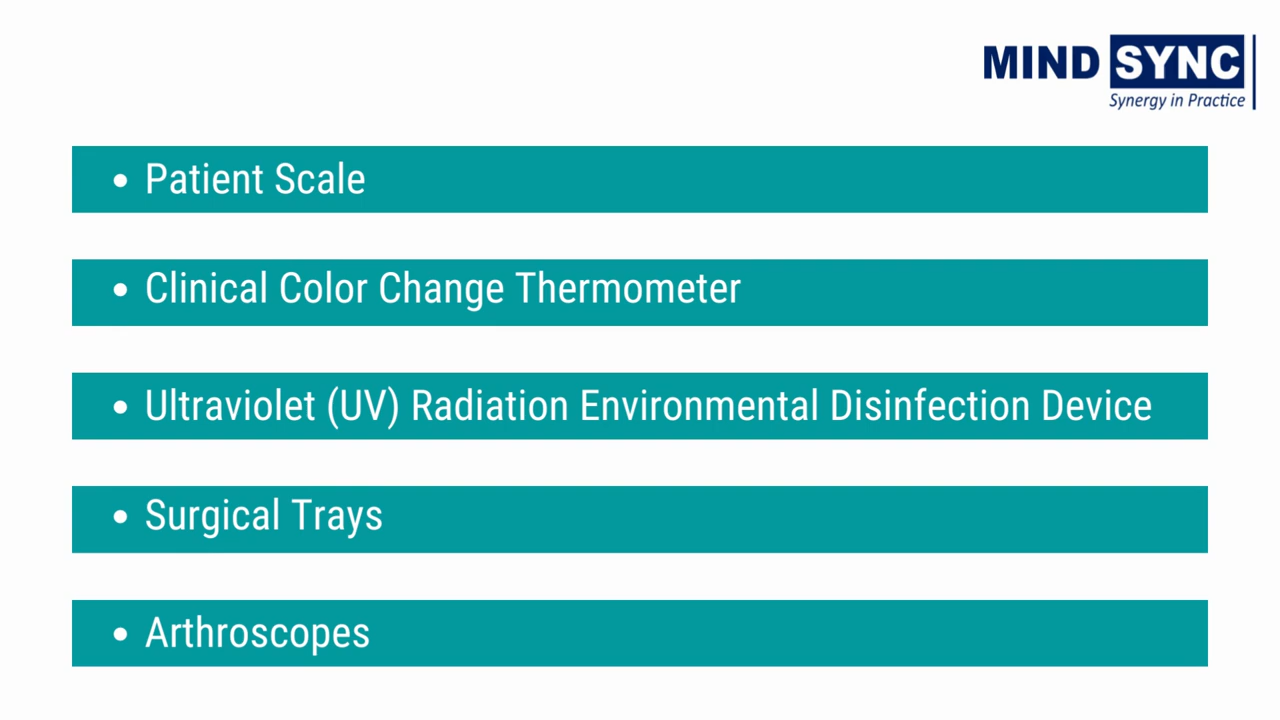 MIND SYNC
Synergy in Practice
• Patient Scale
• Clinical Color Change Thermometer
• Ultraviolet (UV) Radiation Environmental Disinfection Device
• Surgical Trays
• Arthroscopes